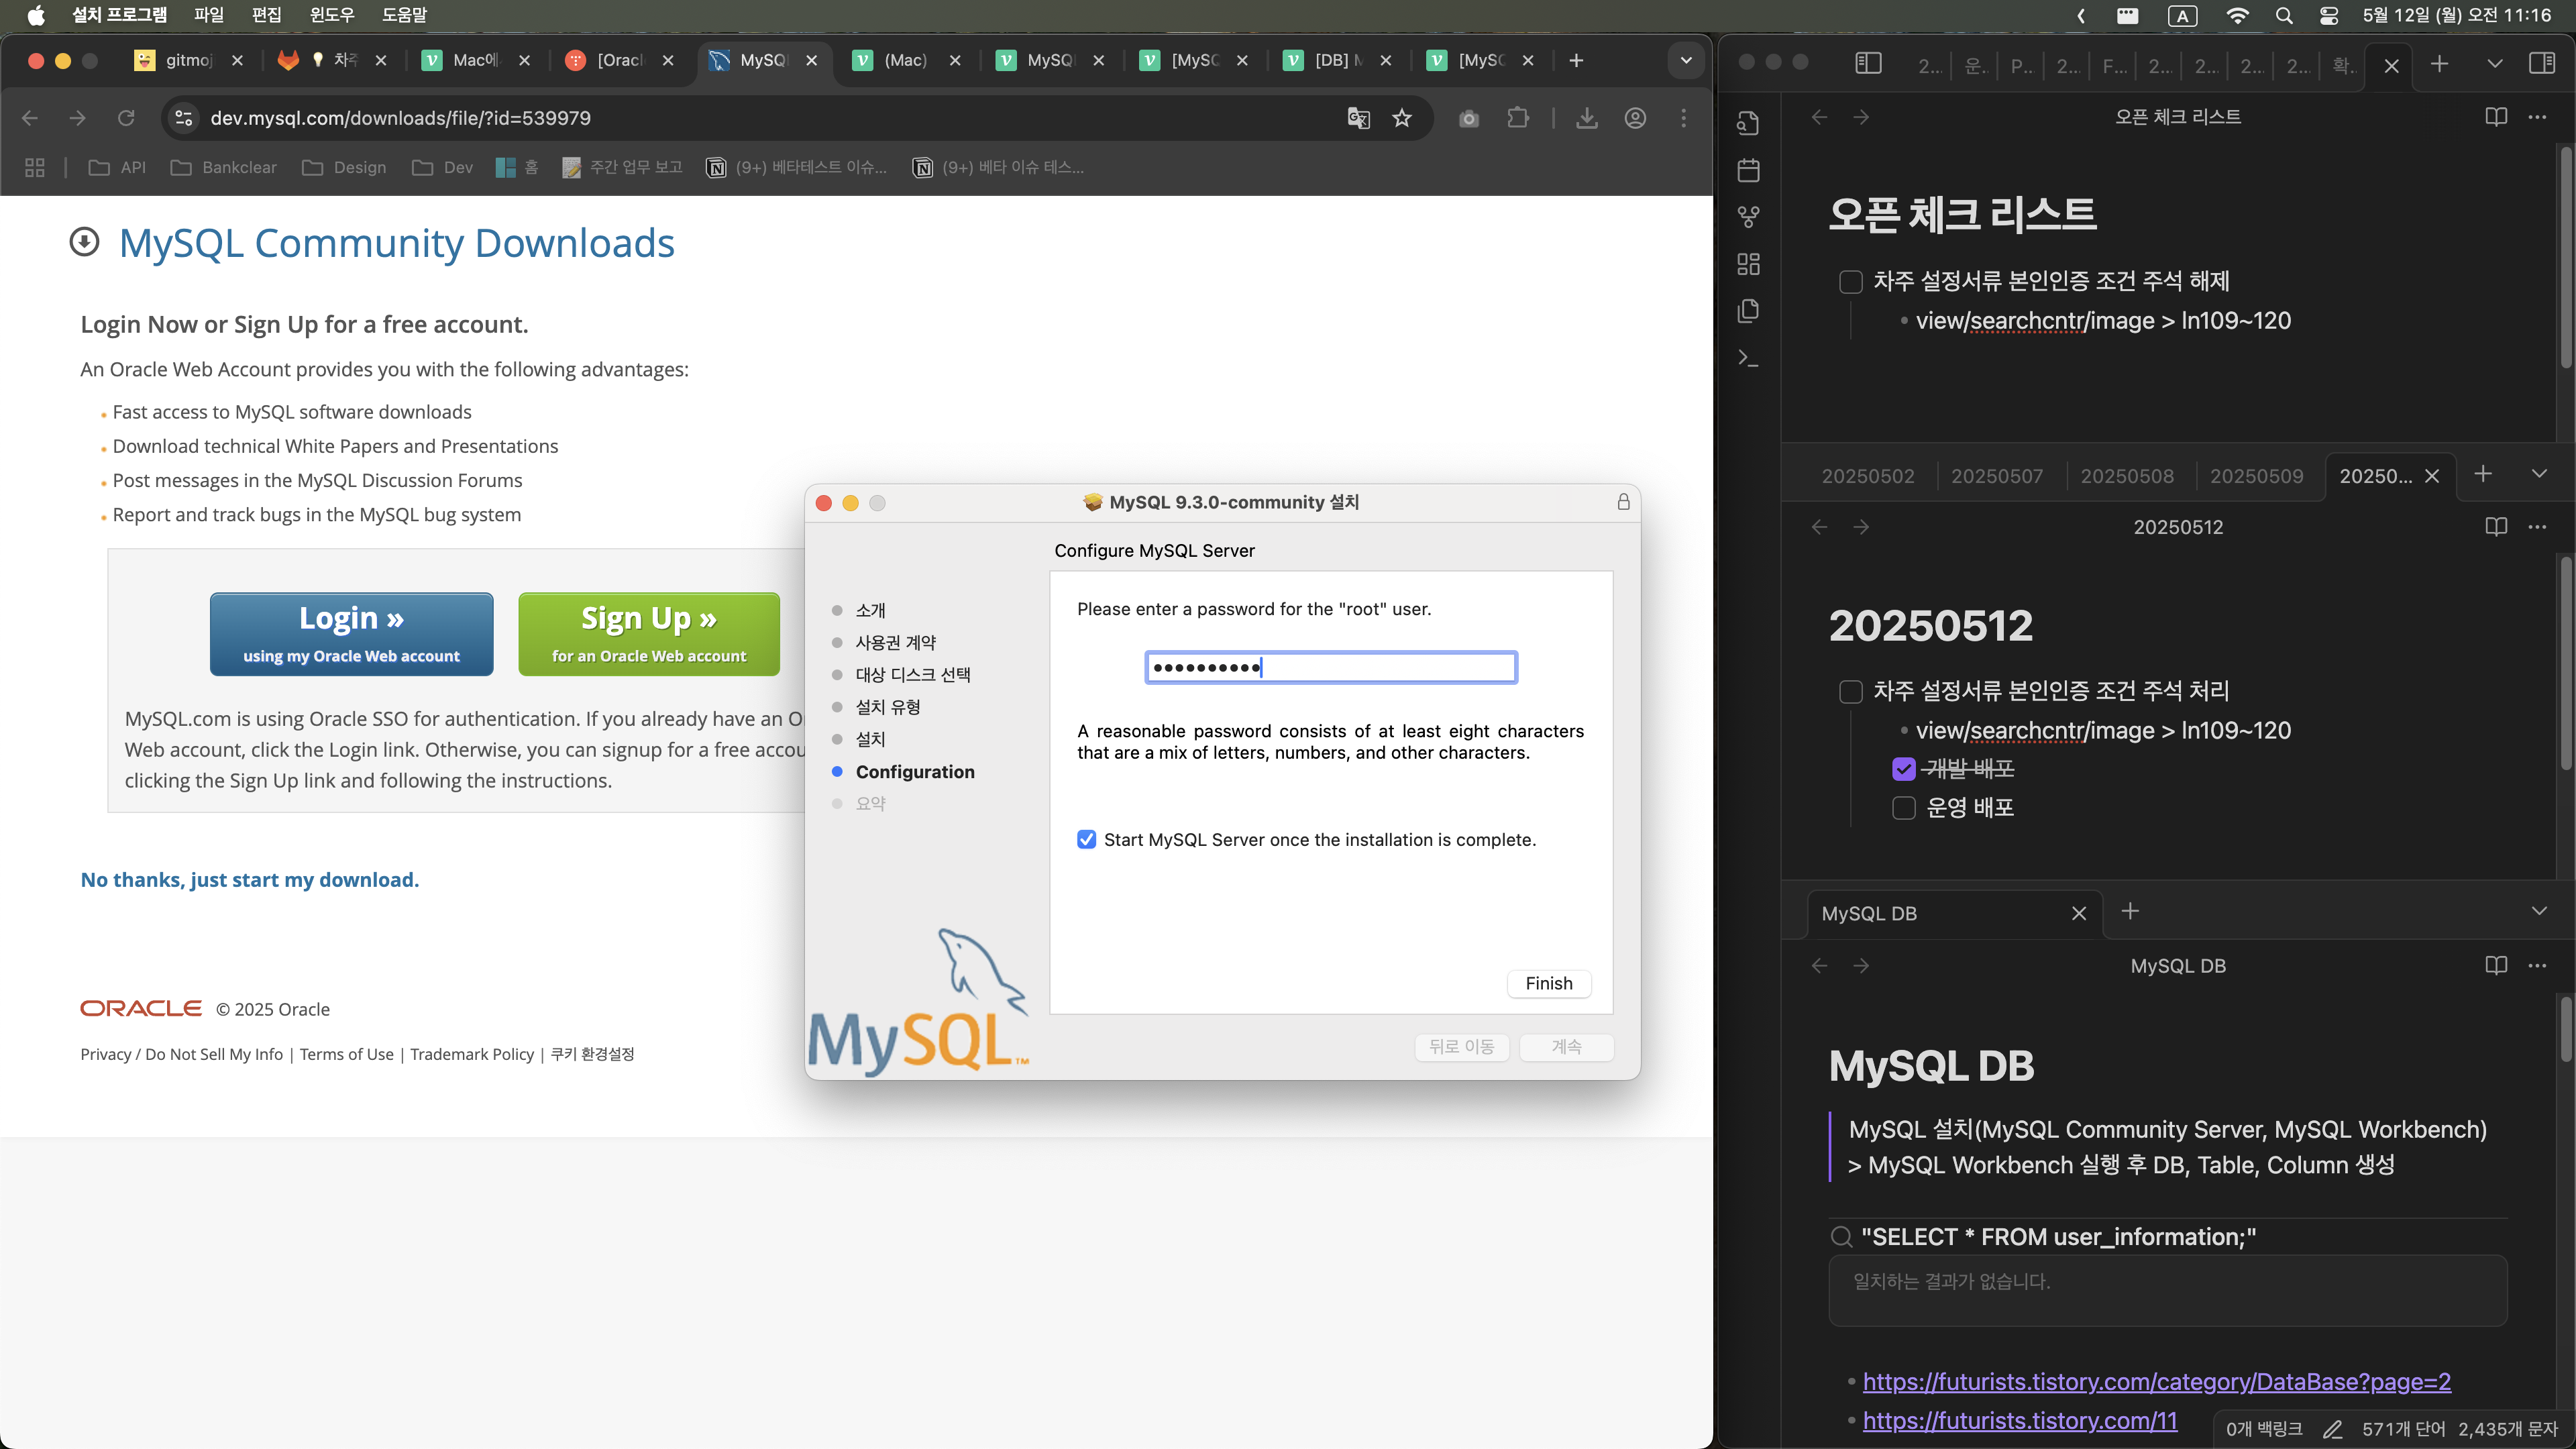 설치 프로그램 파일 편집 윈도우 도움말
A 5월 12일 (월) 오전 11:16
gitmoj 차주 Mac에 [Oracl MySQL (Mac) MySQL [MySQ [DB] M [MySQ
dev.mysql.com/downloads/file/?id=539979
API Bankclear Design Dev 홈 주간 업무 보고 (9+) 베타테스트 이슈... (9+) 베타 이슈 테스...
MySQL Community Downloads
Login Now or Sign Up for a free account.
An Oracle Web Account provides you with the following advantages:
Fast access to MySQL software downloads
Download technical White Papers and Presentations
Post messages in the MySQL Discussion Forums
Report and track bugs in the MySQL bug system
Login »
using my Oracle Web account
Sign Up »
for an Oracle Web account
MySQL.com is using Oracle SSO for authentication. If you already have an O
Web account, click the Login link. Otherwise, you can signup for a free accou
clicking the Sign Up link and following the instructions.
No thanks, just start my download.
ORACLE © 2025 Oracle
Privacy / Do Not Sell My Info | Terms of Use | Trademark Policy | 쿠키 환경설정
MySQL 9.3.0-community 설치
Configure MySQL Server
소개
사용권 계약
대상 디스크 선택
설치 유형
설치
Configuration
요약
Please enter a password for the "root" user.
••••••••••
A reasonable password consists of at least eight characters
that are a mix of letters, numbers, and other characters.
Start MySQL Server once the installation is complete.
Finish
MySQL™
뒤로 이동 계속
2... 운.. P... 2... F... 2... 2... 2... 2... 확..
오픈 체크 리스트
오픈 체크 리스트
차주 설정서류 본인인증 조건 주석 해제
view/searchcntr/image > ln109~120
20250502 20250507 20250508 20250509 20250...
20250512
20250512
차주 설정서류 본인인증 조건 주석 처리
view/searchcntr/image > ln109~120
개발 배포
운영 배포
MySQL DB
MySQL DB
MySQL DB
MySQL 설치(MySQL Community Server, MySQL Workbench)
> MySQL Workbench 실행 후 DB, Table, Column 생성
"SELECT * FROM user_information;"
일치하는 결과가 없습니다.
https://futurists.tistory.com/category/DataBase?page=2
https://futurists.tistory.com/11
0개 백링크 571개 단어 2,435개 문자